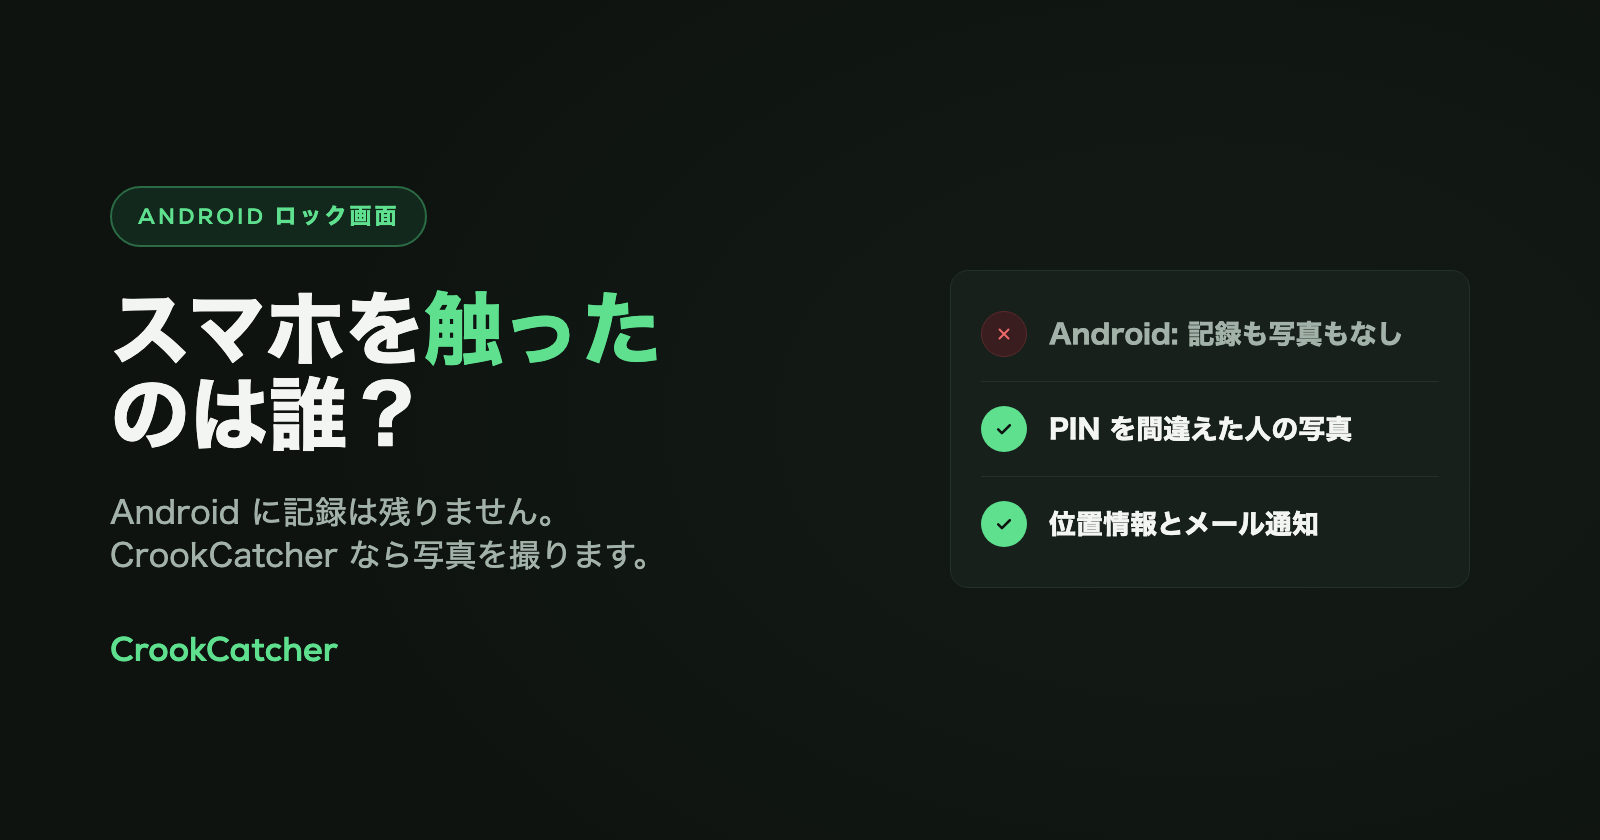 ANDROID ロック画面
スマホを触った
のは誰？
Android に記録は残りません。
CrookCatcher なら写真を撮ります。
CrookCatcher
Android: 記録も写真もなし
PIN を間違えた人の写真
位置情報とメール通知